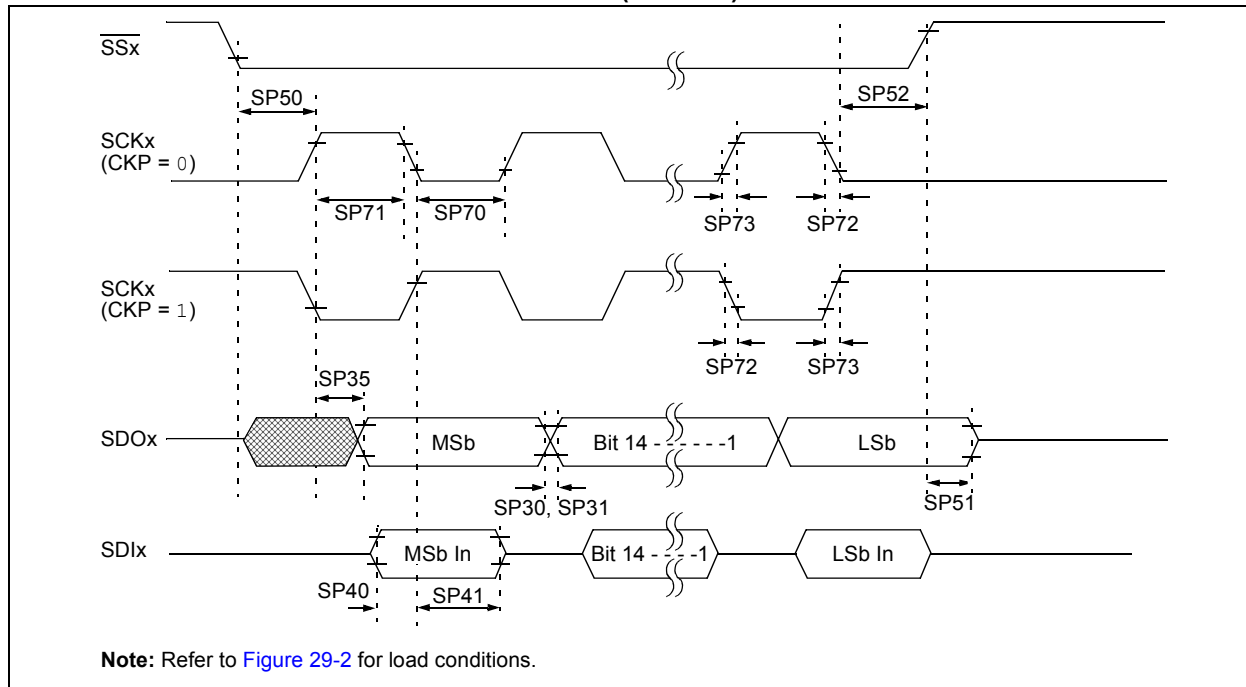 SSx
SP50
SP52
SCKx
(CKP = 0)
SP71
SP70
SP73
SP72
SCKx
(CKP = 1)
SP72
SP73
SP35
SDOx
MSb
Bit 14 - - - - - -1
LSb
SP30, SP31
SP51
SDIx
MSb In
Bit 14 - - - -1
LSb In
SP40
SP41
Note: Refer to Figure 29-2 for load conditions.